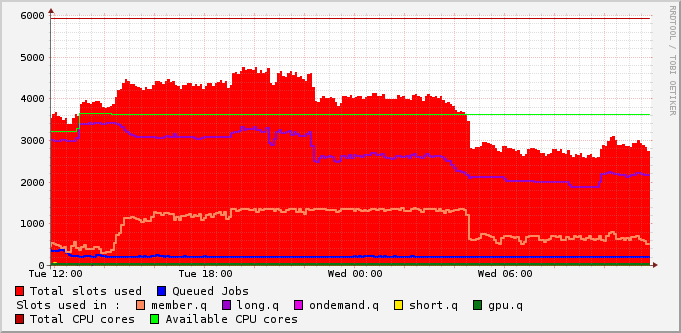 6000
5000
4000
3000
2000
1000
0
Tue 12:00 Tue 18:00 Wed 00:00 Wed 06:00
Total slots used Queued Jobs
Slots used in : member.q long.q ondemand.q short.q gpu.q
Total CPU cores Available CPU cores
RRDTOOL / TOBI OETIKER